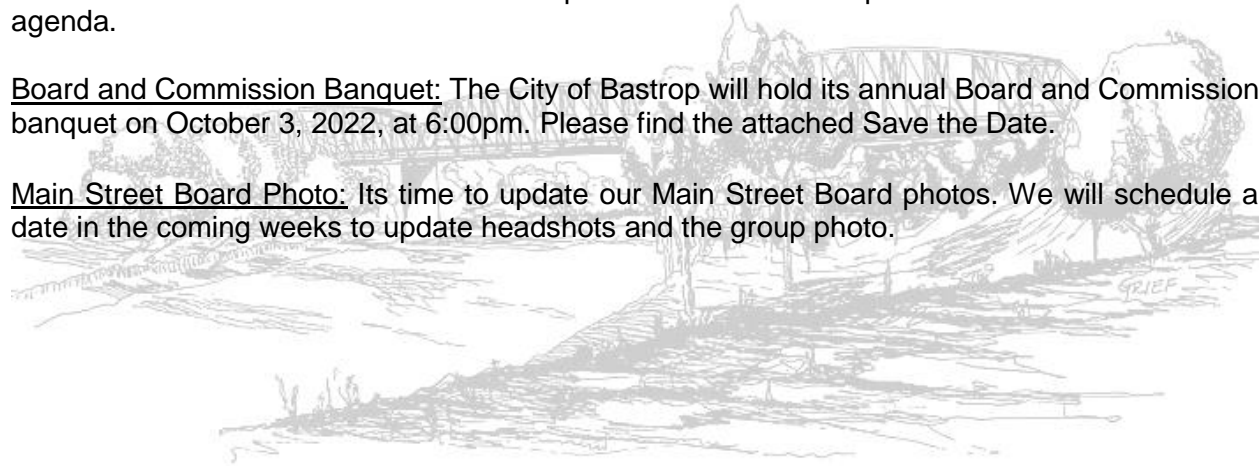 agenda.
Board and Commission Banquet: The City of Bastrop will hold its annual Board and Commission
banquet on October 3, 2022, at 6:00pm. Please find the attached Save the Date.
Main Street Board Photo: Its time to update our Main Street Board photos. We will schedule a
date in the coming weeks to update headshots and the group photo.
GRIEF